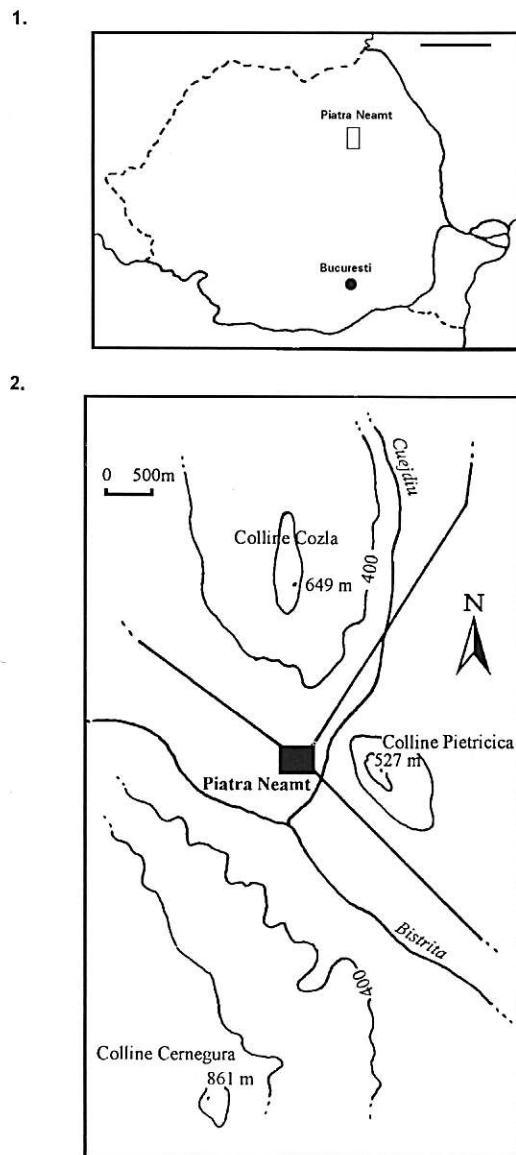 1.
Piatra Neamt
Bucuresti
2.
0 500m
Cuejdiu
Colline Cozla
649 m
400
N
Colline Pietricica
527 m
Piatra Neamt
Bistrita
400
Colline Cernegura
861 m